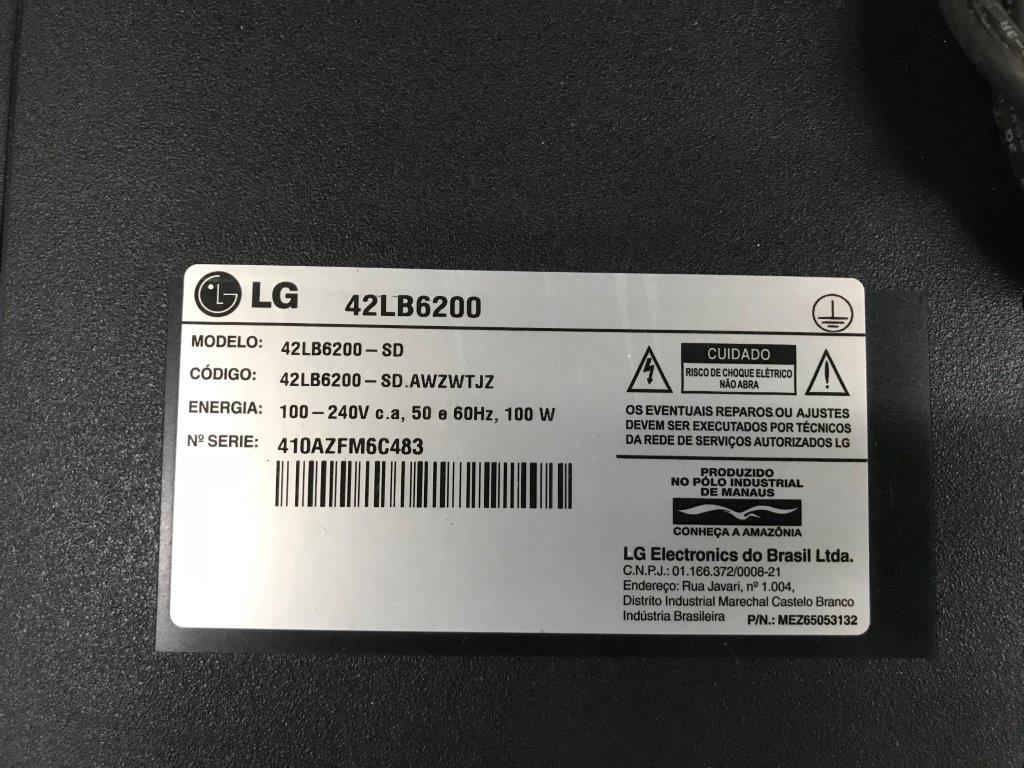 LG 42LB6200
MODELO: 42LB6200-SD
CÓDIGO: 42LB6200-SD.AWZWTJZ
ENERGIA: 100-240V c.a, 50 e 60Hz, 100 W
Nº SERIE: 410AZFM6C483
CUIDADO
RISCO DE CHOQUE ELÉTRICO
NÃO ABRA
OS EVENTUAIS REPAROS OU AJUSTES
DEVEM SER EXECUTADOS POR TÉCNICOS
DA REDE DE SERVIÇOS AUTORIZADOS LG
PRODUZIDO
NO PÓLO INDUSTRIAL
DE MANAUS
CONHEÇA A AMAZÔNIA
LG Electronics do Brasil Ltda.
C.N.P.J.: 01.166.372/0008-21
Endereço: Rua Javari, nº 1.004,
Distrito Industrial Marechal Castelo Branco
Indústria Brasileira P/N.: MEZ65053132